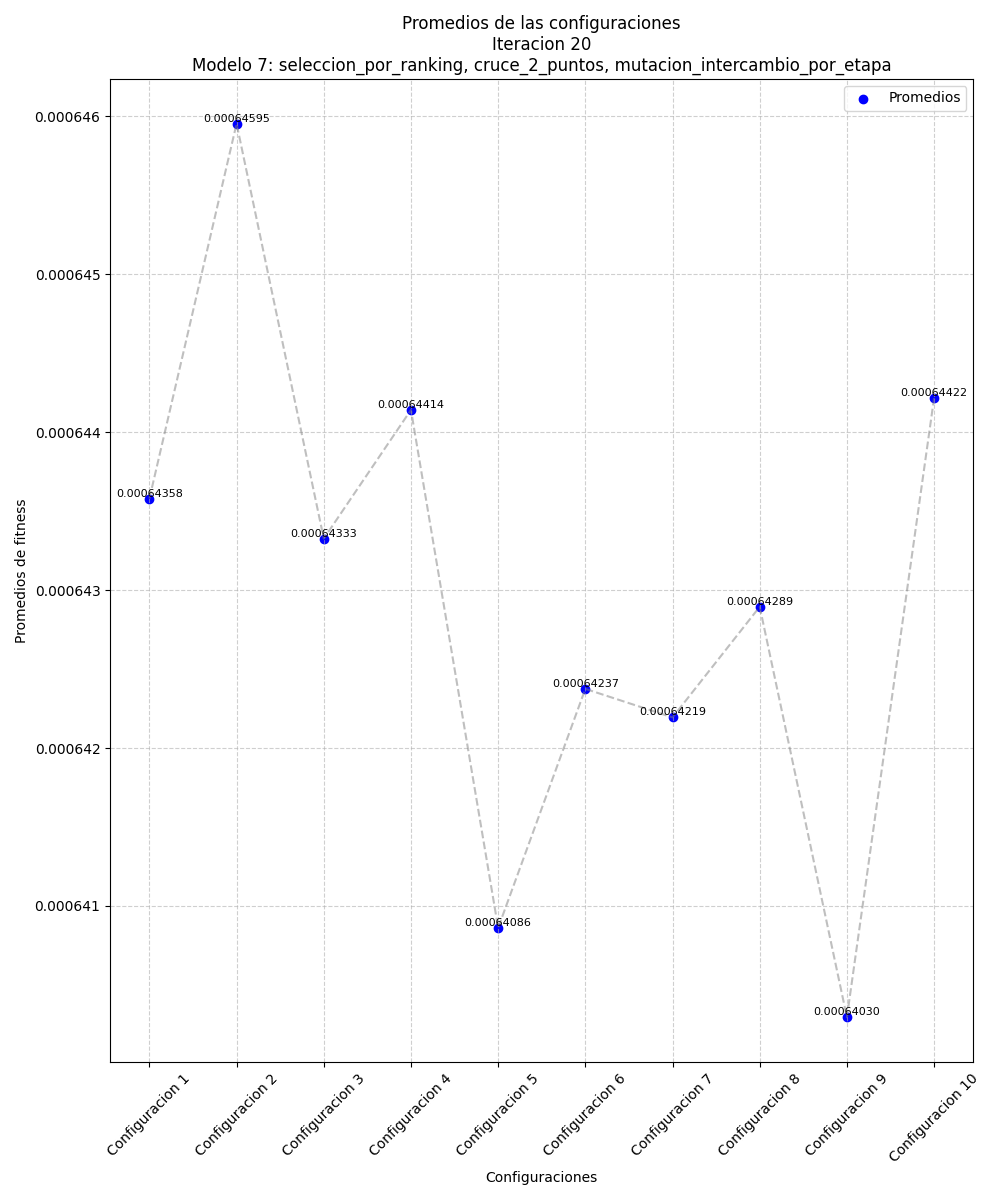 Promedios de las configuraciones
Iteracion 20
Modelo 7: seleccion_por_ranking, cruce_2_puntos, mutacion_intercambio_por_etapa
Promedios
0.000646
0.000645
0.000644
0.000643
0.000642
0.000641
Promedios de fitness
0.00064358
0.00064595
0.00064333
0.00064414
0.00064086
0.00064237
0.00064219
0.00064289
0.00064030
0.00064422
Configuracion 1
Configuracion 2
Configuracion 3
Configuracion 4
Configuracion 5
Configuracion 6
Configuracion 7
Configuracion 8
Configuracion 9
Configuracion 10
Configuraciones